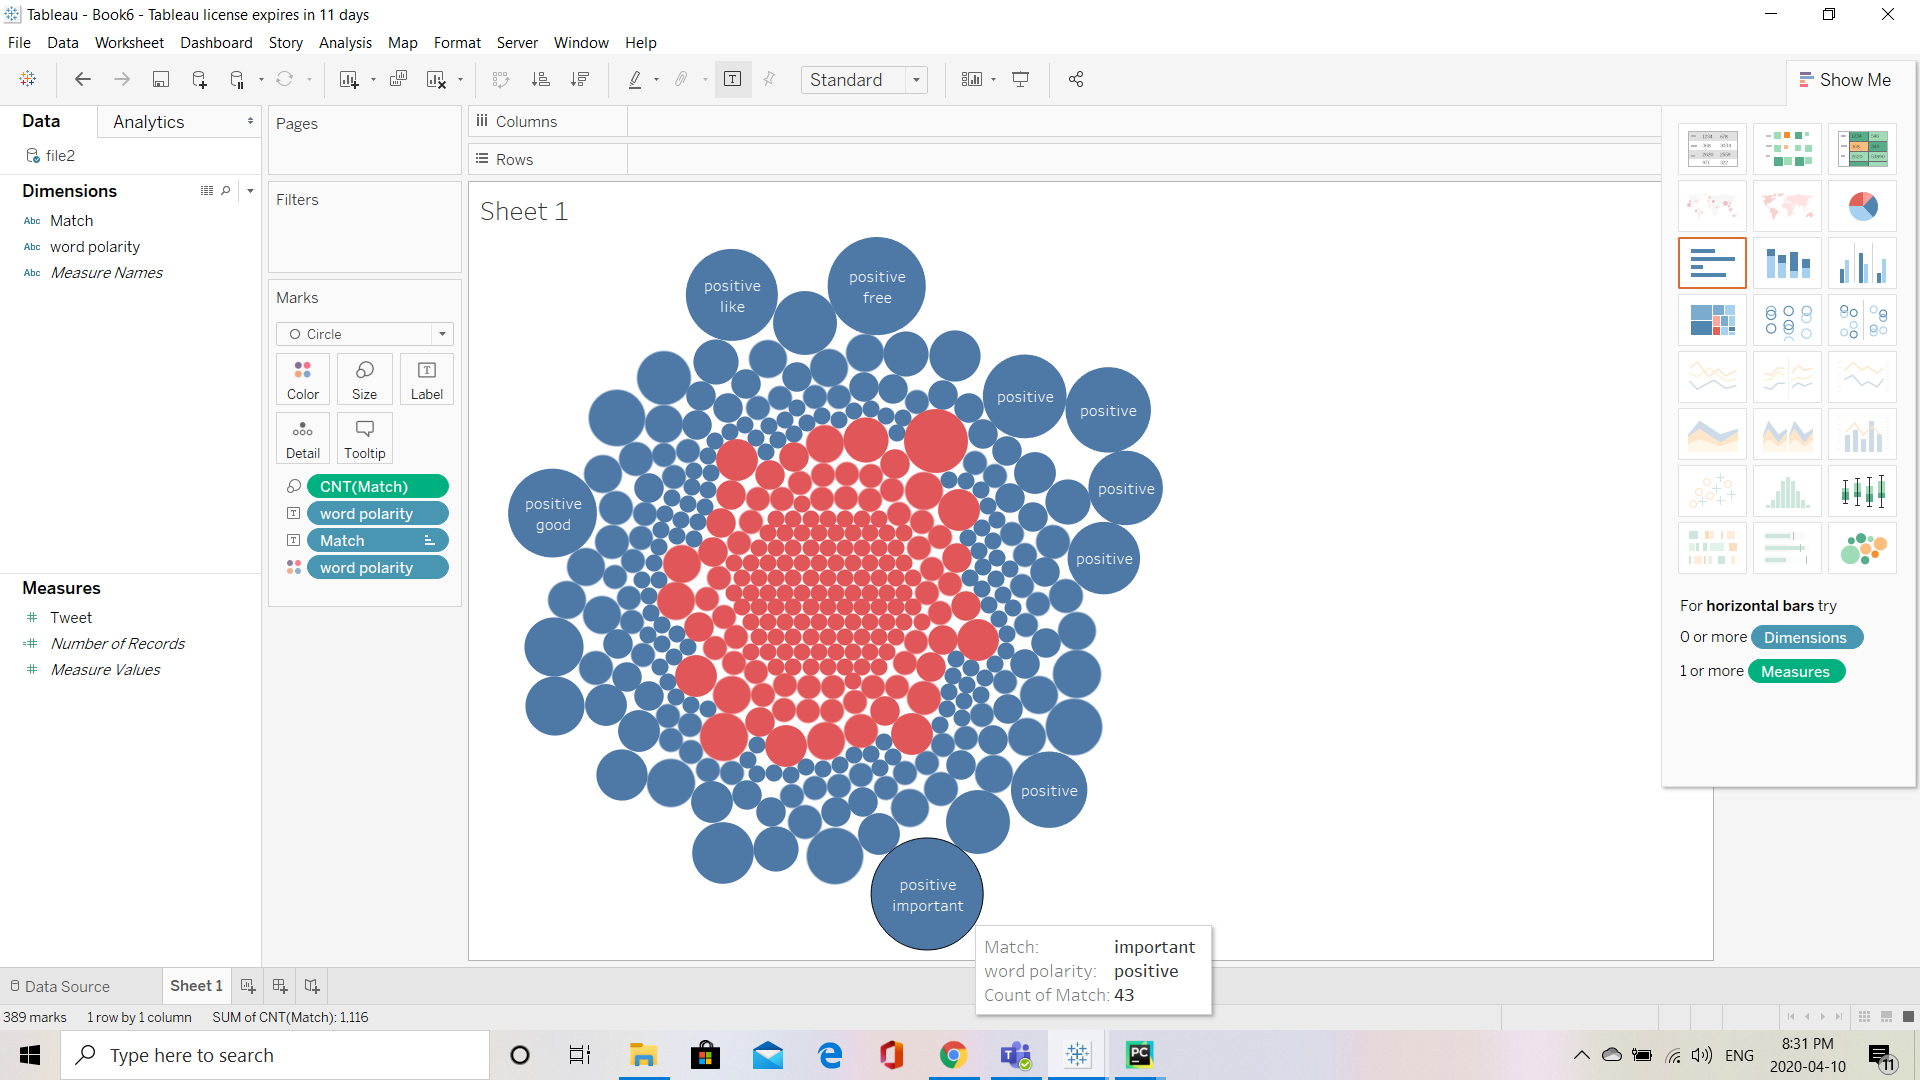 Tableau - Book6 - Tableau license expires in 11 days
File Data Worksheet Dashboard Story Analysis Map Format Server Window Help
Standard
Show Me
Data Analytics
file2
Dimensions
Abc Match
Abc word polarity
Abc Measure Names
Measures
Tweet
Number of Records
Measure Values
Pages
Filters
Marks
Circle
Color Size Label
Detail Tooltip
CNT(Match)
word polarity
Match
word polarity
Columns
Rows
Sheet 1
positive
like
positive
free
positive
positive
positive
good
positive
positive
positive
positive
important
Match: important
word polarity: positive
Count of Match: 43
For horizontal bars try
0 or more Dimensions
1 or more Measures
Data Source Sheet 1
389 marks 1 row by 1 column SUM of CNT(Match): 1,116
Type here to search
PC
ENG
8:31 PM
2020-04-10
11